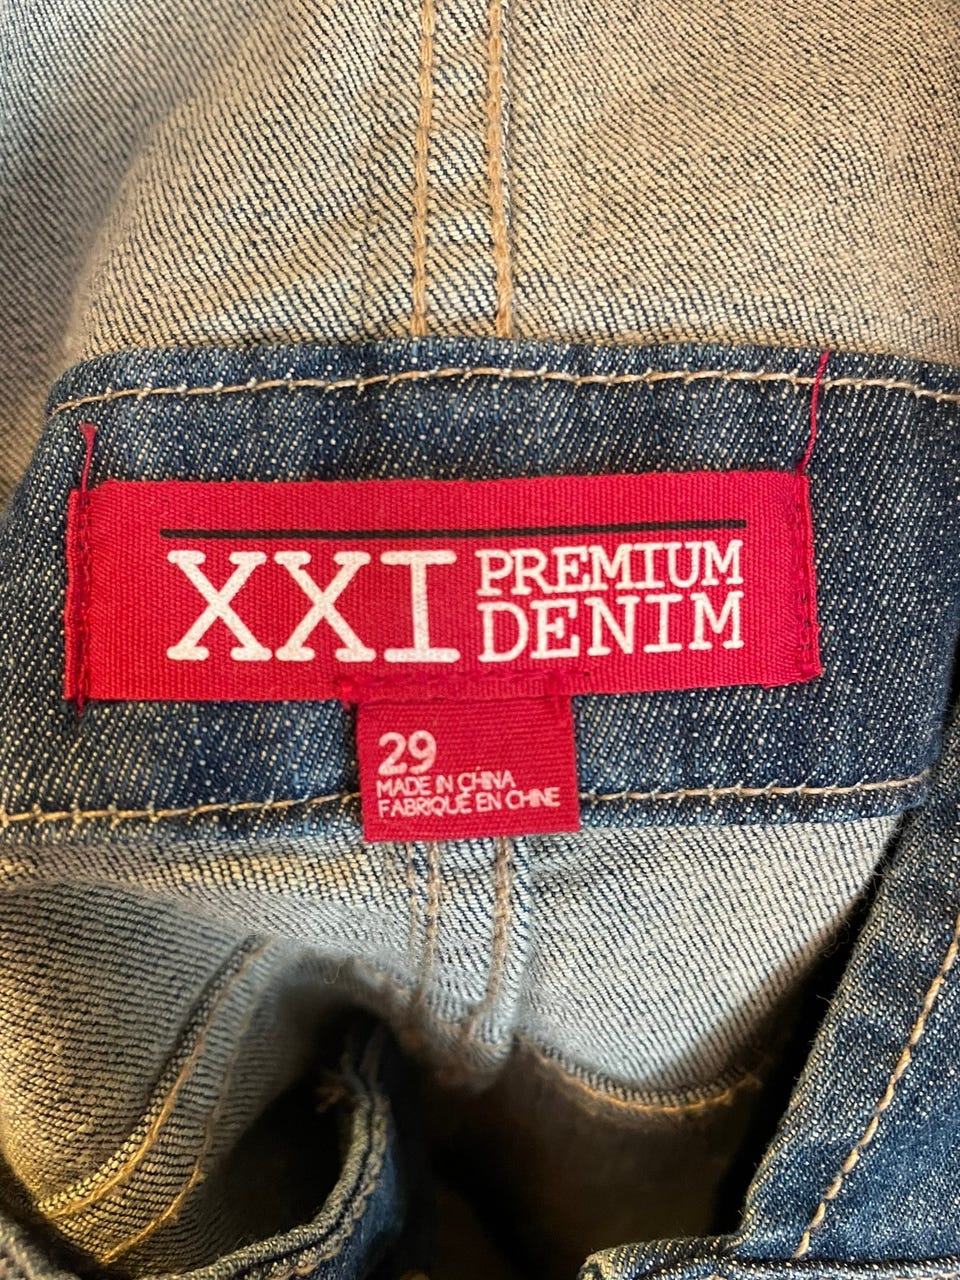 XXI PREMIUM
DENIM
29
MADE IN CHINA
FABRIQUÉ EN CHINE